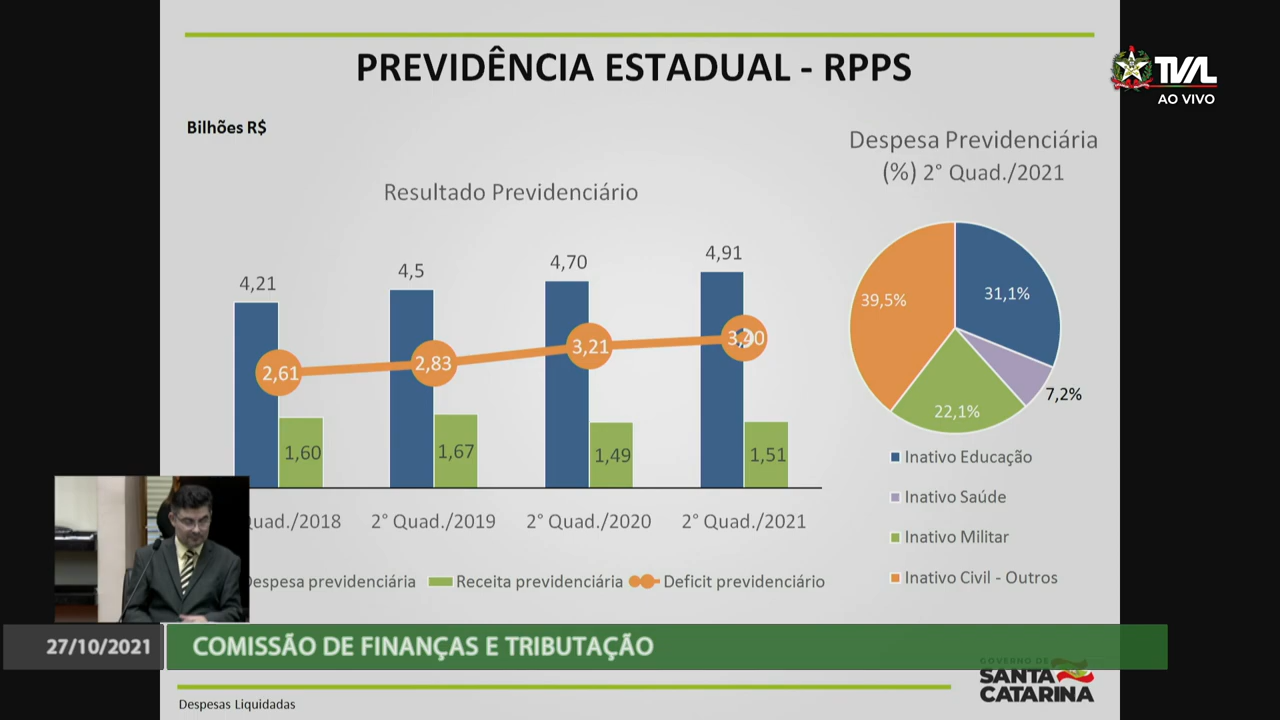 PREVIDÊNCIA ESTADUAL - RPPS
TVAL
AO VIVO
Bilhões R$
Despesa Previdenciária
(%) 2° Quad./2021
Resultado Previdenciário
4,21
4,5
4,70
4,91
2,61
2,83
3,21
3,40
1,60
1,67
1,49
1,51
39,5%
31,1%
22,1%
7,2%
Quad./2018
2° Quad./2019
2° Quad./2020
2° Quad./2021
Despesa previdenciária
Receita previdenciária
Deficit previdenciário
Inativo Educação
Inativo Saúde
Inativo Militar
Inativo Civil - Outros
27/10/2021
COMISSÃO DE FINANÇAS E TRIBUTAÇÃO
GOVERNO DE
SANTA
CATARINA
Despesas Liquidadas